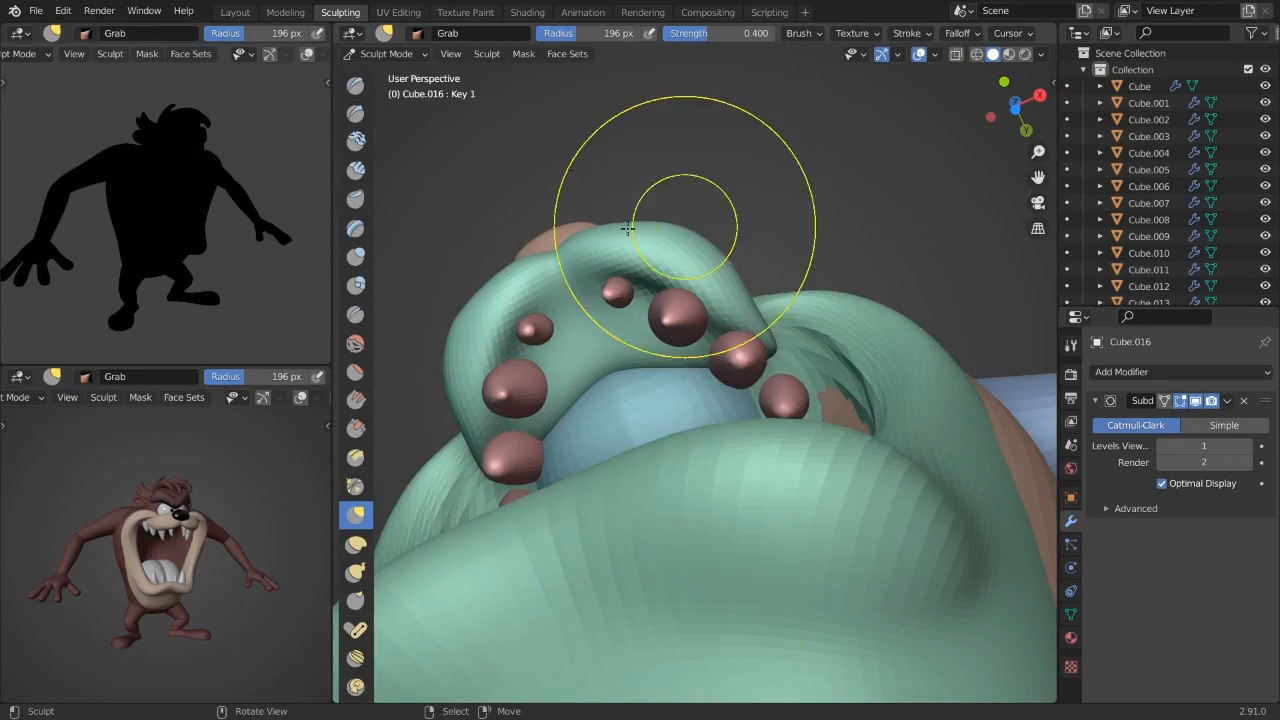 File Edit Render Window Help Layout Modeling Sculpting UV Editing Texture Paint Shading Animation Rendering Compositing Scripting + Scene View Layer
Grab Radius 196 px
Grab Radius 196 px Strength 0.400 Brush Texture Stroke Falloff Cursor
pt Mode View Sculpt Mask Face Sets
Sculpt Mode View Sculpt Mask Face Sets
User Perspective
(0) Cube.016 : Key 1
X
Y
Z
Grab Radius 196 px
t Mode View Sculpt Mask Face Sets
Scene Collection
Collection
Cube
Cube.001
Cube.002
Cube.003
Cube.004
Cube.005
Cube.006
Cube.007
Cube.008
Cube.009
Cube.010
Cube.011
Cube.012
Cube.013
Cube.016
Add Modifier
Subd
Catmull-Clark Simple
Levels View... 1
Render 2
Optimal Display
Advanced
Sculpt Rotate View Select Move 2.91.0